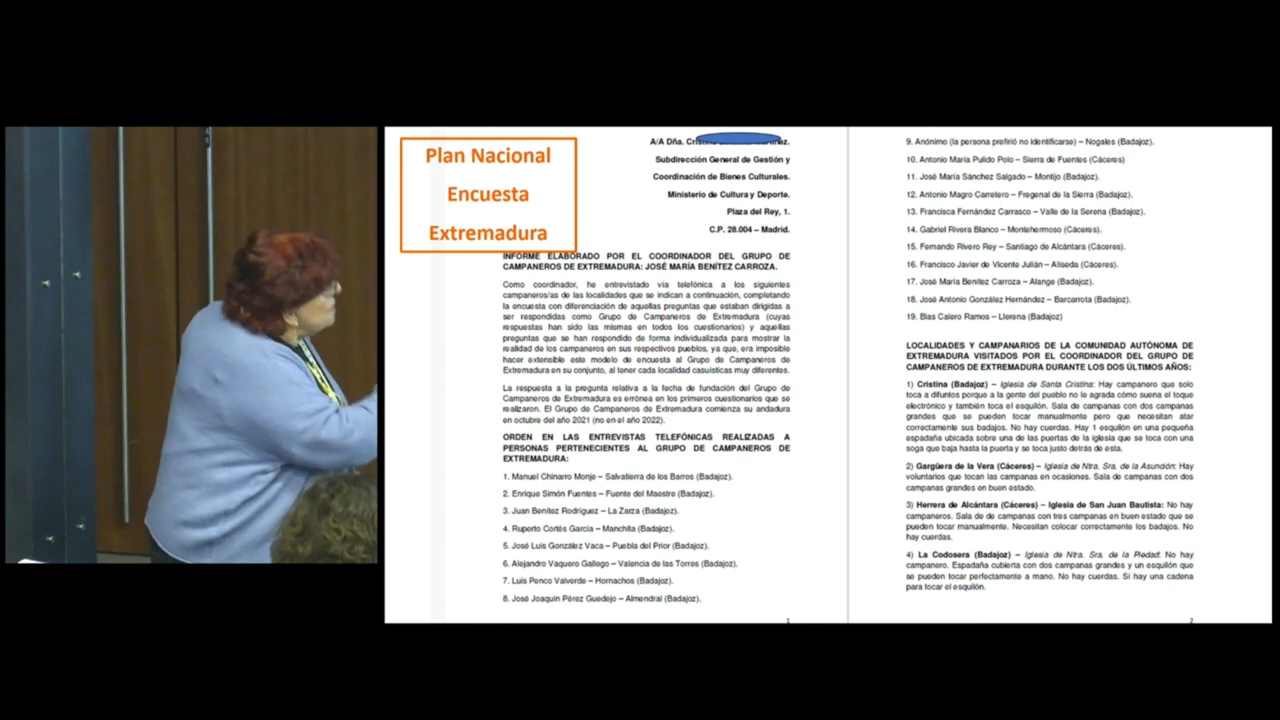 Plan Nacional
Encuesta
Extremadura
A/A Dña.
Subdirección General de Gestión y
Coordinación de Bienes Culturales.
Ministerio de Cultura y Deporte.
Plaza del Rey, 1.
C.P. 28.004 – Madrid.
INFORME ELABORADO POR EL COORDINADOR DEL GRUPO DE
CAMPANEROS DE EXTREMADURA: JOSÉ MARÍA BENÍTEZ CARROZA.
Como coordinador, he entrevistado vía telefónica a los siguientes
campaneros/as de las localidades que se indican a continuación, completando
la encuesta con diferenciación de aquellas preguntas que estaban dirigidas a
ser respondidas como Grupo de Campaneros de Extremadura (cuyas
respuestas han sido las mismas en todos los cuestionarios) y aquellas
preguntas que se han respondido de forma individualizada para mostrar la
realidad de los campaneros en sus respectivos pueblos, ya que, era imposible
hacer extensible este modelo de encuesta al Grupo de Campaneros de
Extremadura en su conjunto, al tener cada localidad casuísticas muy diferentes.
La respuesta a la pregunta relativa a la fecha de fundación del Grupo de
Campaneros de Extremadura es errónea en los primeros cuestionarios que se
realizaron. El Grupo de Campaneros de Extremadura comienza su andadura
en octubre del año 2021 (no en el año 2022).
ORDEN EN LAS ENTREVISTAS TELEFÓNICAS REALIZADAS A
PERSONAS PERTENECIENTES AL GRUPO DE CAMPANEROS DE
EXTREMADURA:
1. Manuel Chinarro Monje – Salvatierra de los Barros (Badajoz).
2. Enrique Simón Fuentes – Fuente del Maestre (Badajoz).
3. Juan Benítez Rodríguez – La Zarza (Badajoz).
4. Ruperto Cortés García – Manchita (Badajoz).
5. José Luis González Vaca – Puebla del Prior (Badajoz).
6. Alejandro Vaquero Gallego – Valencia de las Torres (Badajoz).
7. Luis Penco Valverde – Hornachos (Badajoz).
8. José Joaquín Pérez Guedejo – Almendral (Badajoz).
1
9. Anónimo (la persona prefirió no identificarse) – Nogales (Badajoz).
10. Antonio María Pulido Polo – Sierra de Fuentes (Cáceres)
11. José María Sánchez Salgado – Montijo (Badajoz).
12. Antonio Magro Carretero – Fregenal de la Sierra (Badajoz).
13. Francisca Fernández Carrasco – Valle de la Serena (Badajoz).
14. Gabriel Rivera Blanco – Montehermoso (Cáceres).
15. Fernando Rivero Rey – Santiago de Alcántara (Cáceres).
16. Francisco Javier de Vicente Julián – Aliseda (Cáceres).
17. José María Benítez Carroza – Alange (Badajoz).
18. José Antonio González Hernández – Barcarrota (Badajoz).
19. Blas Calero Ramos – Llerena (Badajoz)
LOCALIDADES Y CAMPANARIOS DE LA COMUNIDAD AUTÓNOMA DE
EXTREMADURA VISITADOS POR EL COORDINADOR DEL GRUPO DE
CAMPANEROS DE EXTREMADURA DURANTE LOS DOS ÚLTIMOS AÑOS:
1) Cristina (Badajoz) – Iglesia de Santa Cristina: Hay campanero que solo
toca a difuntos porque a la gente del pueblo no le agrada cómo suena el toque
electrónico y también toca el esquilón. Sala de campanas con dos campanas
grandes que se pueden tocar manualmente pero que necesitan atar
correctamente sus badajos. No hay cuerdas. Hay 1 esquilón en una pequeña
espadaña ubicada sobre una de las puertas de la iglesia que se toca con una
soga que baja hasta la puerta y se toca justo detrás de esta.
2) Gargüera de la Vera (Cáceres) – Iglesia de Ntra. Sra. de la Asunción: Hay
voluntarios que tocan las campanas en ocasiones. Sala de campanas con dos
campanas grandes en buen estado.
3) Herrera de Alcántara (Cáceres) – Iglesia de San Juan Bautista: No hay
campaneros. Sala de de campanas con tres campanas en buen estado que se
pueden tocar manualmente. Necesitan colocar correctamente los badajos. No
hay cuerdas.
4) La Codosera (Badajoz) – Iglesia de Ntra. Sra. de la Piedad: No hay
campanero. Espadaña cubierta con dos campanas grandes y un esquilón que
se pueden tocar perfectamente a mano. No hay cuerdas. Sí hay una cadena
para tocar el esquilón.
2